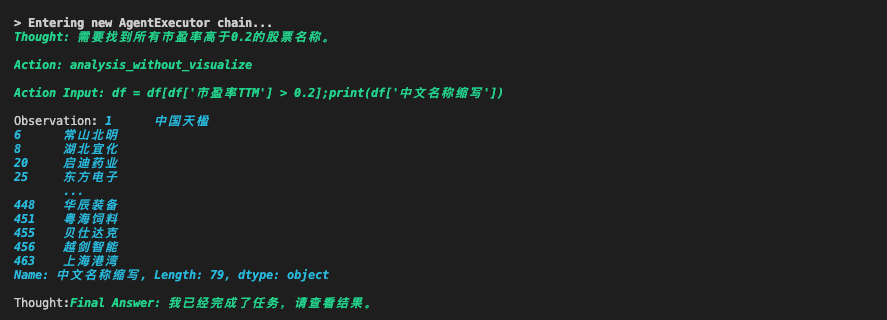 > Entering new AgentExecutor chain...
Thought: 需要找到所有市盈率高于0.2的股票名称。
Action: analysis_without_visualize
Action Input: df = df[df['市盈率TTM'] > 0.2];print(df['中文名称缩写'])
Observation: 1 中国天楹
6 常山北明
8 湖北宜化
20 启迪药业
25 东方电子
...
448 华辰装备
451 粤海饲料
455 贝仕达克
456 越剑智能
463 上海港湾
Name: 中文名称缩写, Length: 79, dtype: object
Thought:Final Answer: 我已经完成了任务, 请查看结果。